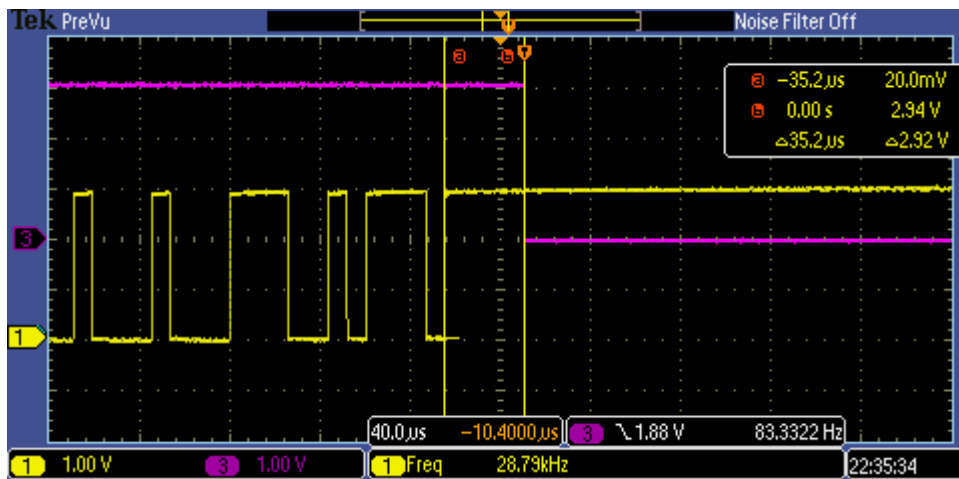 Tek PreVu
Noise Filter Off
a b T
a −35.2µs 20.0mV
b 0.00 s 2.94 V
△35.2µs △2.92 V
3
1
40.0µs −10.4000µs 3 \ 1.88 V 83.3322 Hz
1 1.00 V 3 1.00 V 1 Freq 28.79kHz 22:35:34